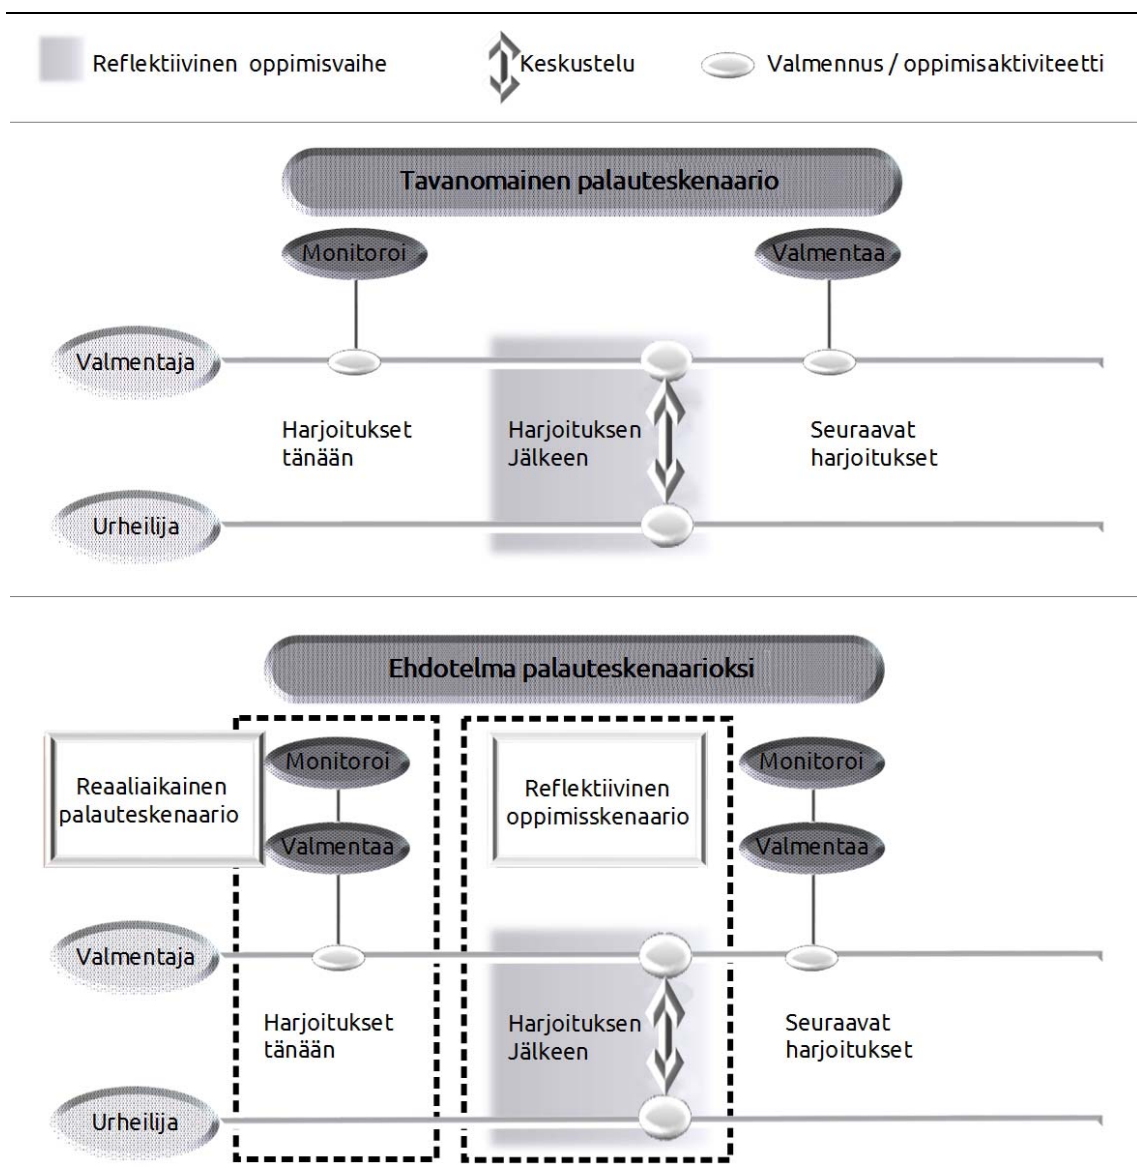 Reflektiivinen oppimisvaihe
Keskustelu
Valmennus / oppimisaktiviteetti
Tavanomainen palauteskenaario
Monitoroi
Valmentaa
Valmentaja
Harjoitukset
tänään
Harjoituksen
Jälkeen
Seuraavat
harjoitukset
Urheilija
Ehdotelma palauteskenaarioksi
Reaaliaikainen
palauteskenaario
Monitoroi
Valmentaa
Reflektiivinen
oppimisskenaario
Monitoroi
Valmentaa
Valmentaja
Harjoitukset
tänään
Harjoituksen
Jälkeen
Seuraavat
harjoitukset
Urheilija